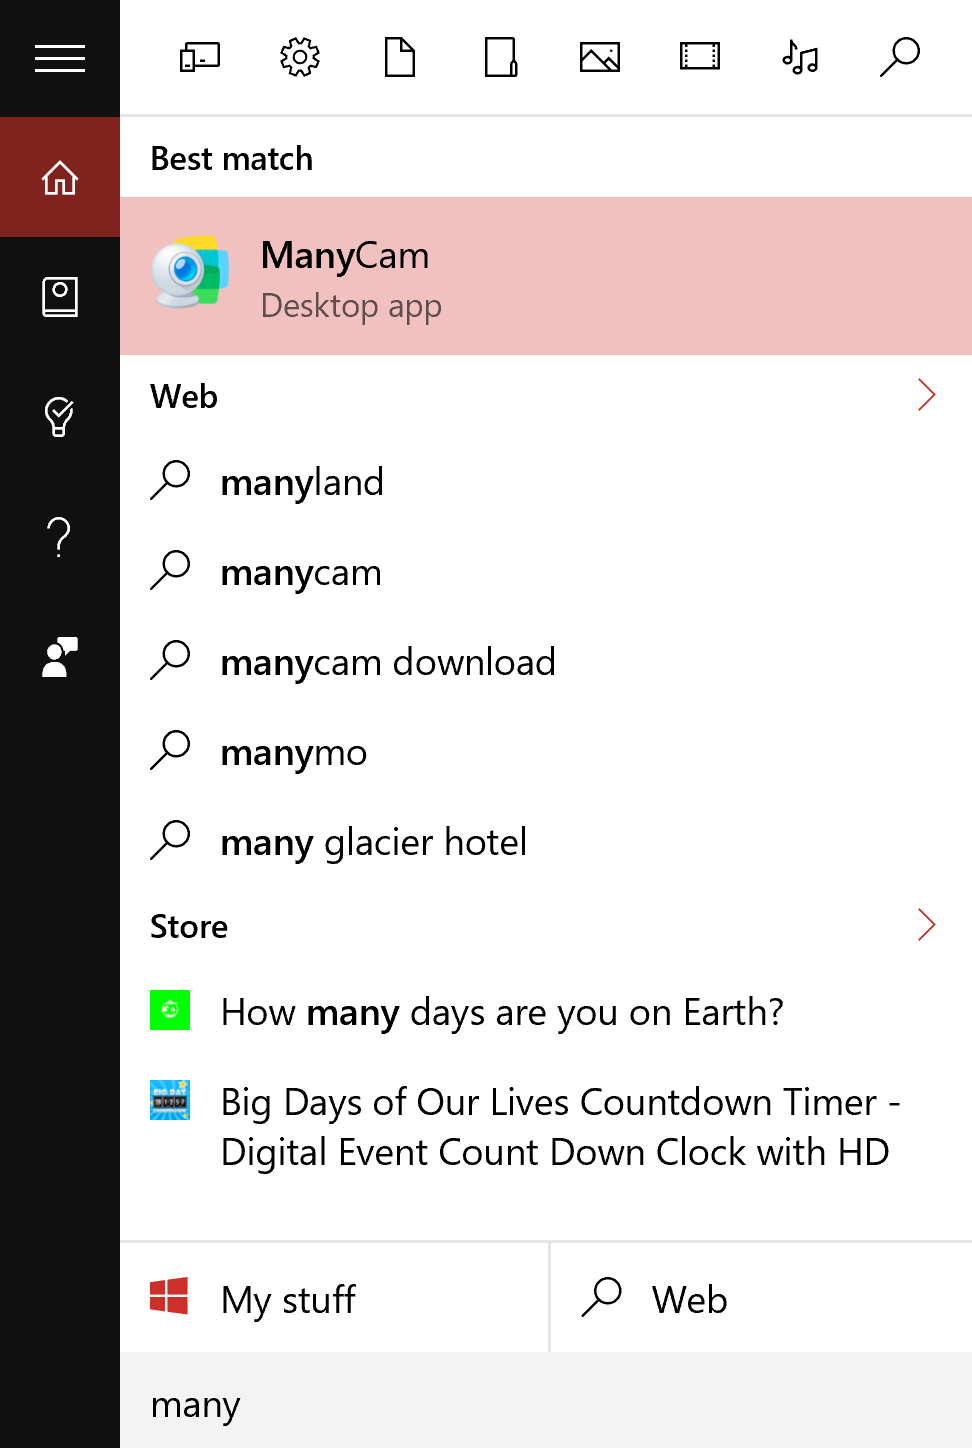 Best match
ManyCam
Desktop app
Web
manyland
manycam
manycam download
manymo
many glacier hotel
Store
How many days are you on Earth?
Big Days of Our Lives Countdown Timer -
Digital Event Count Down Clock with HD
My stuff
Web
many